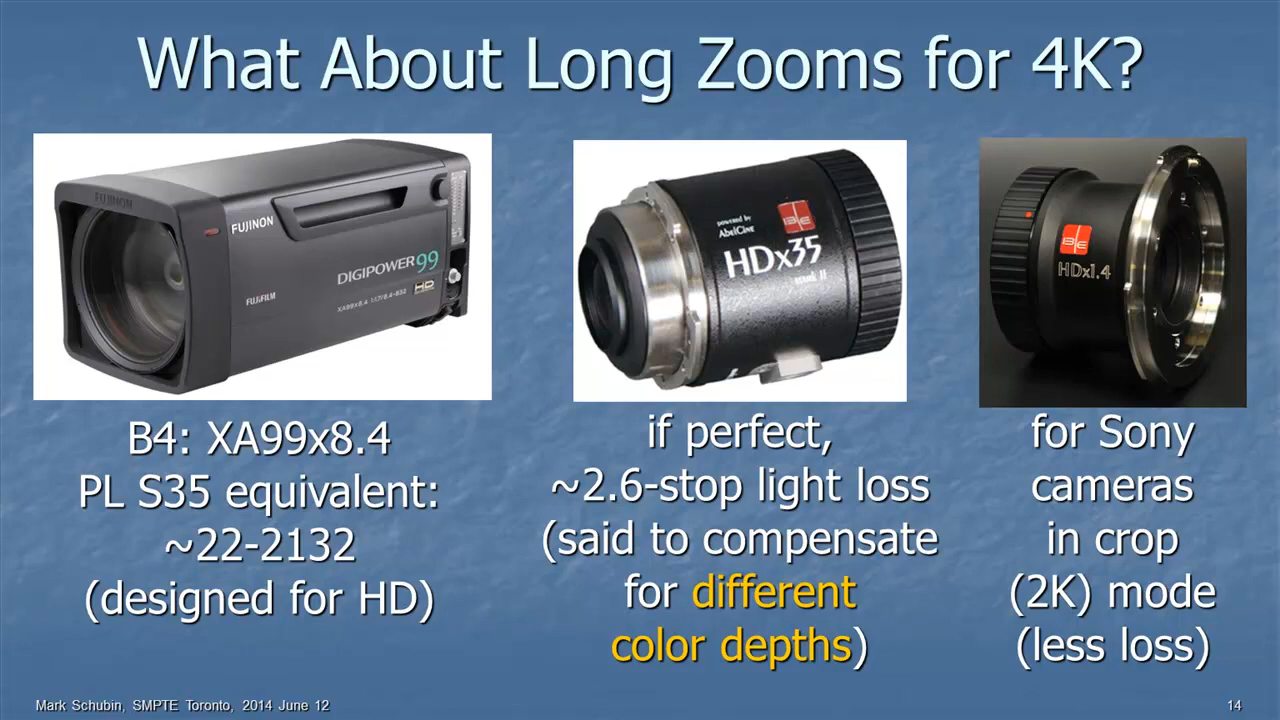 What About Long Zooms for 4K?
FUJINON
FUJINON
DIGIPOWER 99
FUJIFILM
XA99x8.4 1:1.7/8.4-832
HD
powered by
AbelCine
HDx35
mark II
HDx1.4
B4: XA99x8.4
PL S35 equivalent:
~22-2132
(designed for HD)
if perfect,
~2.6-stop light loss
(said to compensate
for different
color depths)
for Sony
cameras
in crop
(2K) mode
(less loss)
Mark Schubin, SMPTE Toronto, 2014 June 12
14